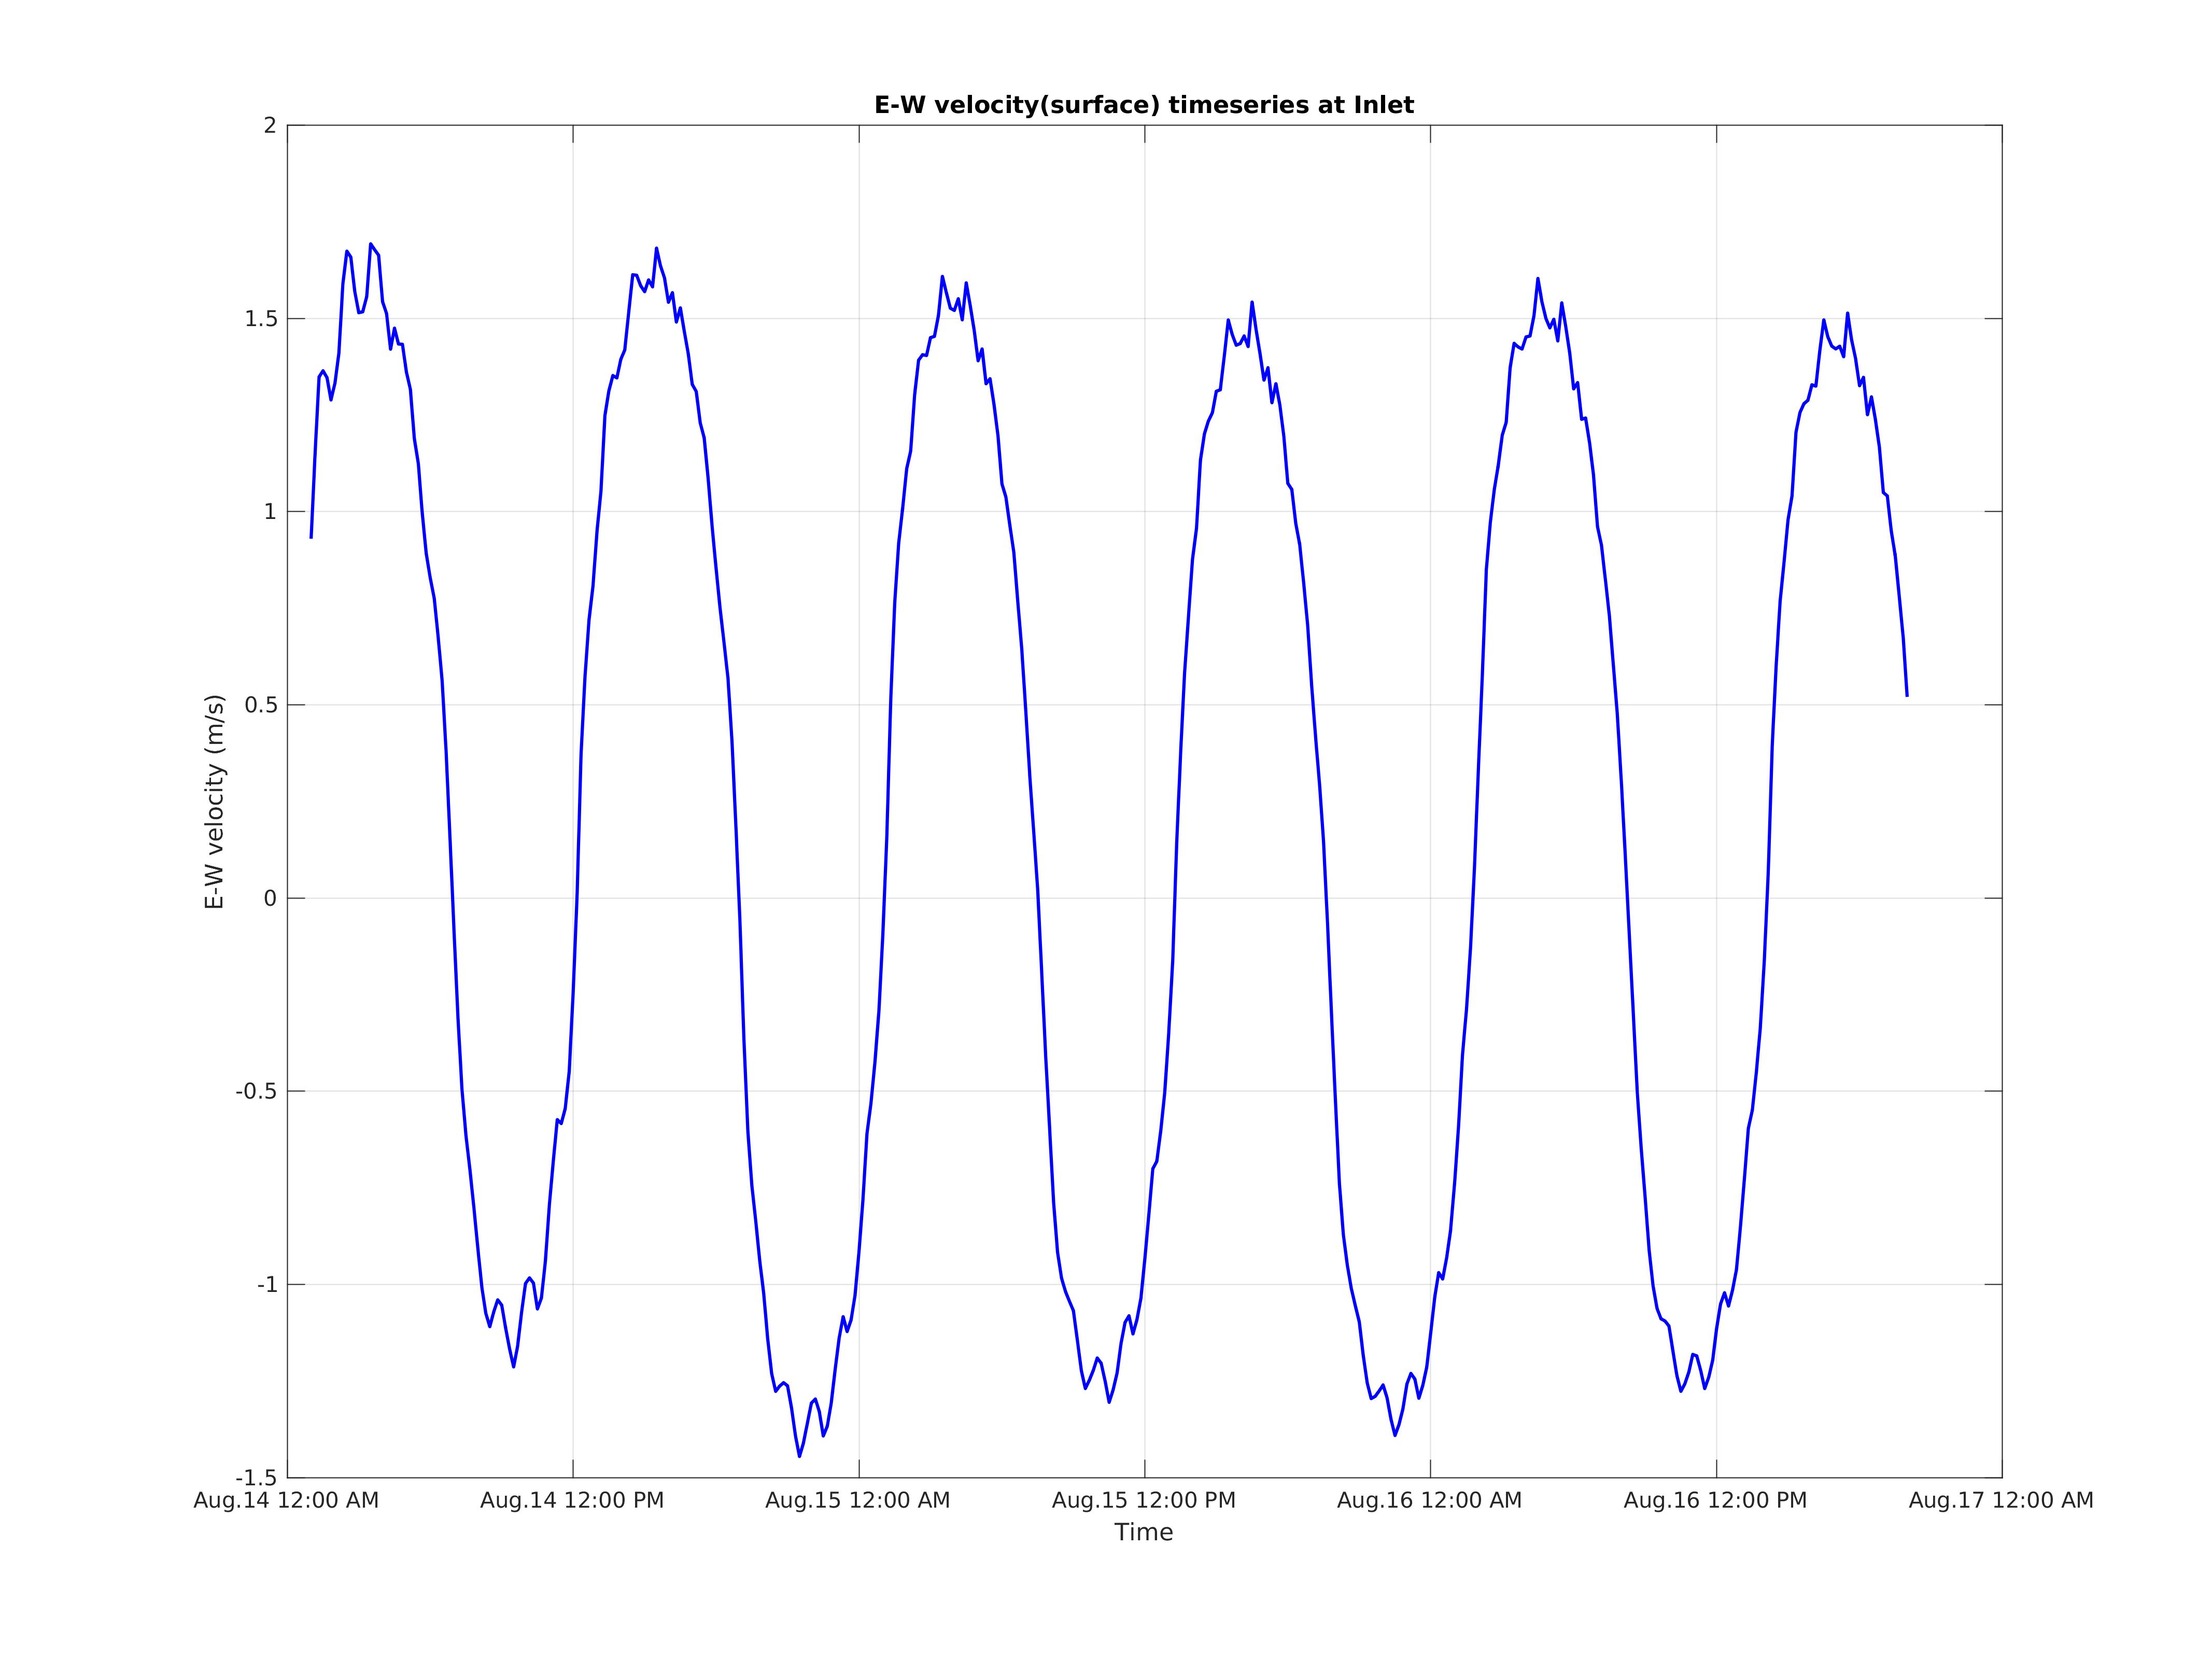 E-W velocity(surface) timeseries at Inlet
2
1.5
1
0.5
0
-0.5
-1
-1.5
E-W velocity (m/s)
Aug.14 12:00 AM Aug.14 12:00 PM Aug.15 12:00 AM Aug.15 12:00 PM Aug.16 12:00 AM Aug.16 12:00 PM Aug.17 12:00 AM
Time